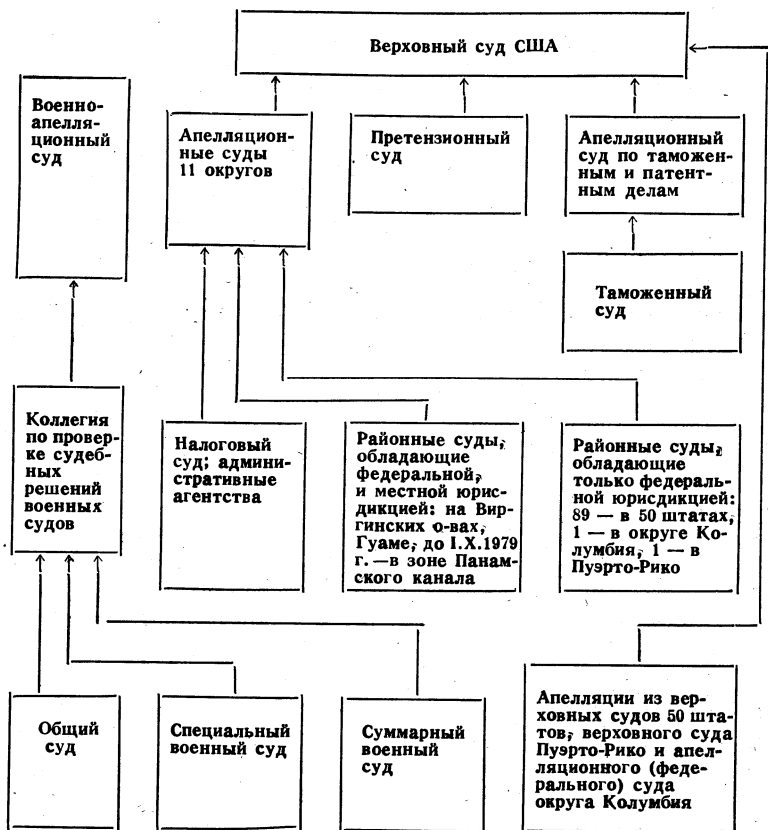 Верховный суд США
Военно-
апелля-
ционный
суд
Апелляцион-
ные суды
11 округов
Претензионный
суд
Апелляционный
суд по таможен-
ным и патент-
ным делам
Таможенный
суд
Коллегия
по провер-
ке судеб-
ных
решений
военных
судов
Налоговый
суд; админи-
стративные
агентства
Районные суды,
обладающие
федеральной,
и местной юрис-
дикцией: на Вир-
гинских о-вах,
Гуаме, до I.X.1979
г. —в зоне Панам-
ского канала
Районные суды,
обладающие
только федераль-
ной юрисдикцией:
89 — в 50 штатах,
1 — в округе Ко-
лумбия, 1 — в
Пуэрто-Рико
Общий
суд
Специальный
военный суд
Суммарный
военный
суд
Апелляции из вер-
ховных судов 50 шта-
тов, верховного суда
Пуэрто-Рико и апел-
ляционного (феде-
рального) суда
округа Колумбия